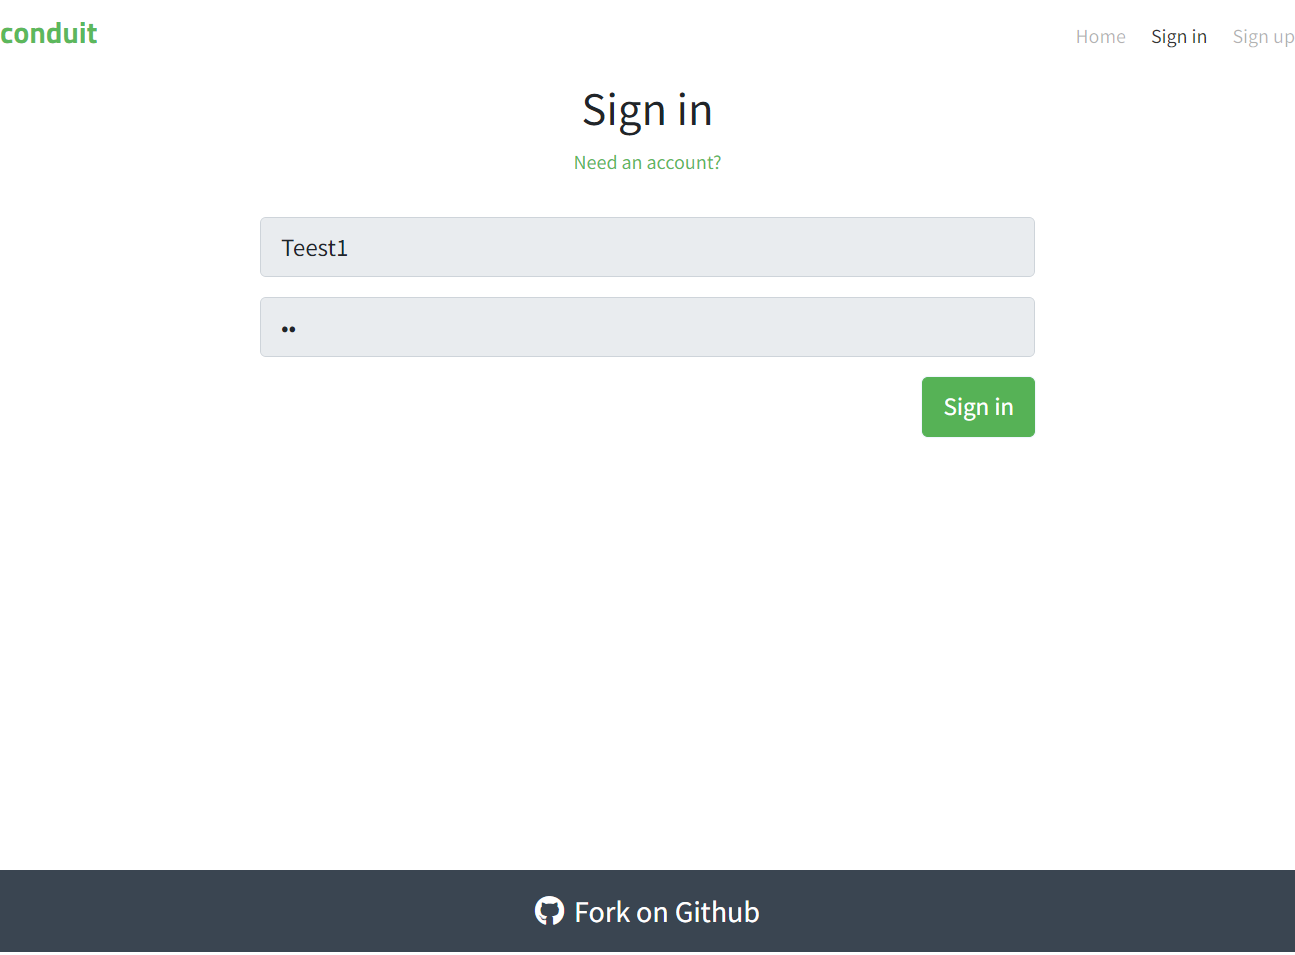 conduit
Home Sign in Sign up
Sign in
Need an account?
Teest1
••
Sign in
Fork on Github